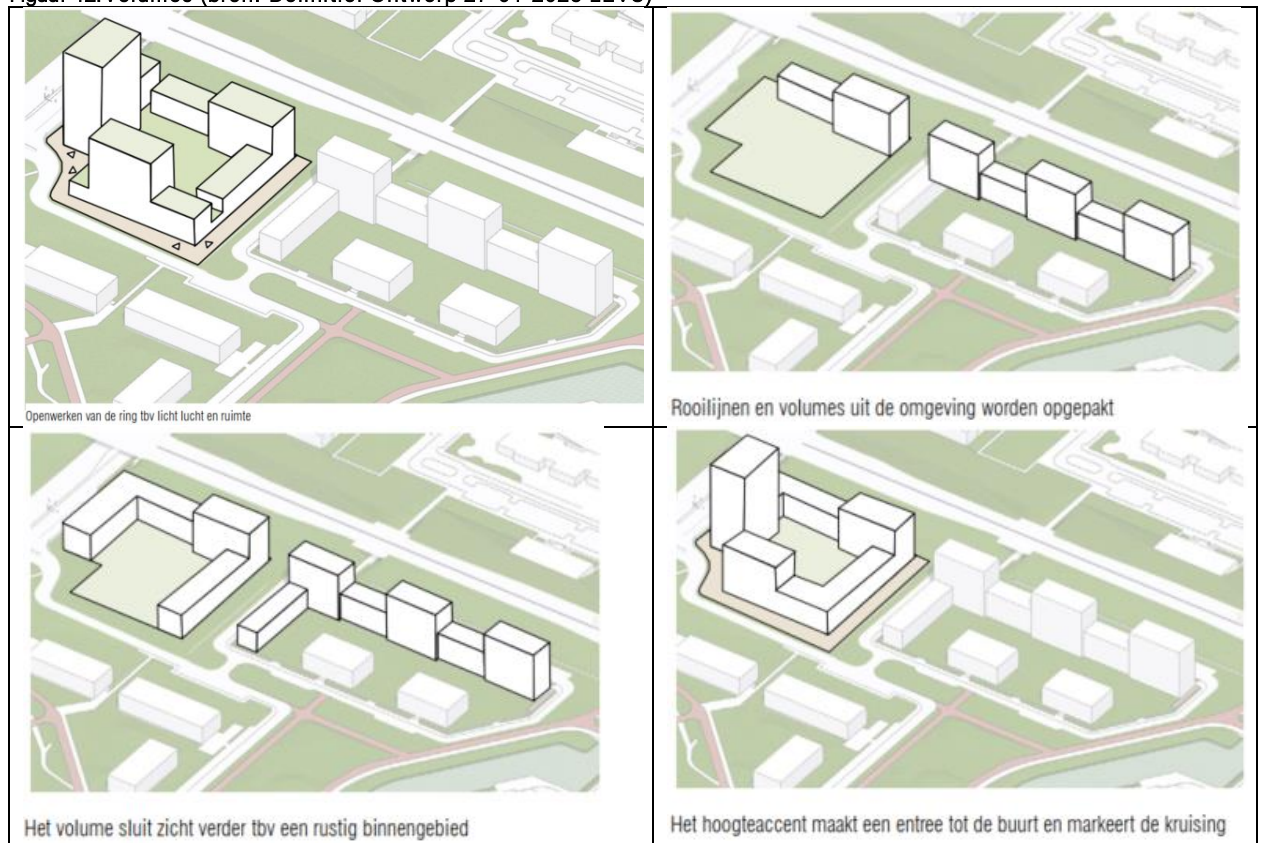 Openwerken van de ring tbv licht lucht en ruimte
Rooilijnen en volumes uit de omgeving worden opgepakt
Het volume sluit zicht verder tbv een rustig binnengebied
Het hoogteaccent maakt een entree tot de buurt en markeert de kruising